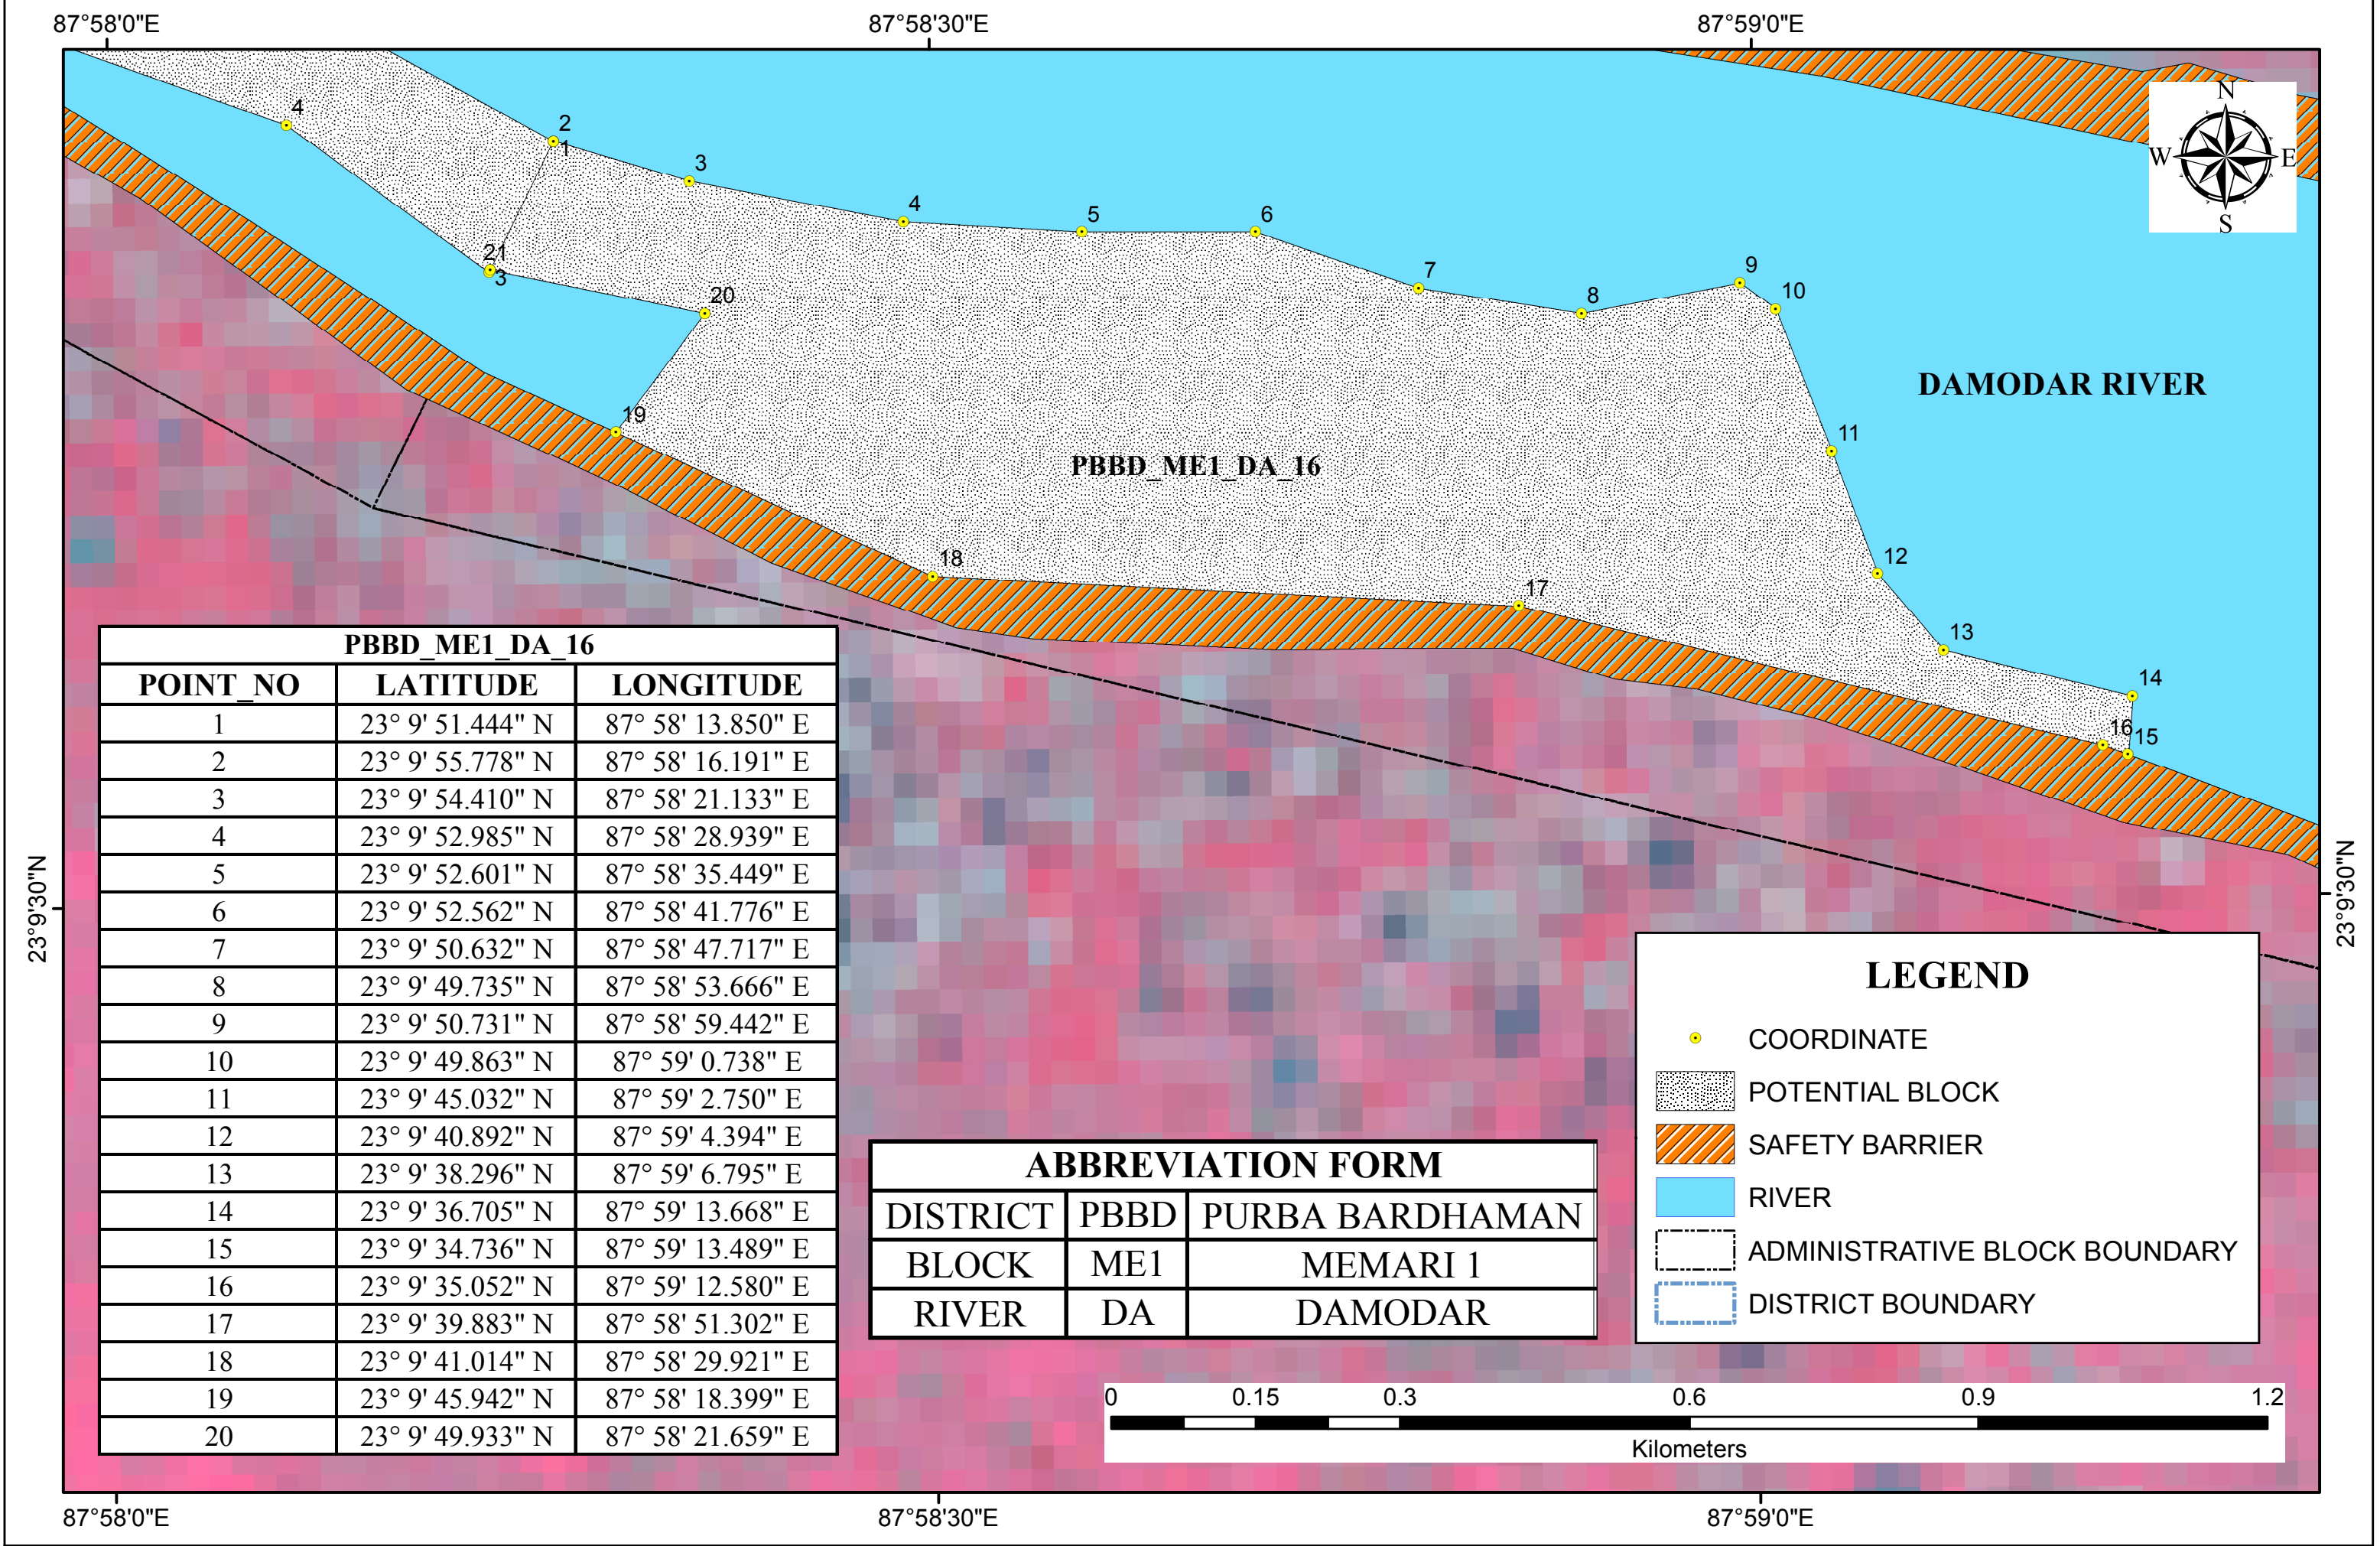 87°58'0"E 87°58'30"E 87°59'0"E
4
2
1
3
4
5
6
21
3
20
7
8
9
10
N
W E
S
DAMODAR RIVER
19
11
PBBD_ME1_DA_16
18
17
12
13
14
16
15
PBBD_ME1_DA_16
POINT_NO LATITUDE LONGITUDE
1 23° 9' 51.444" N 87° 58' 13.850" E
2 23° 9' 55.778" N 87° 58' 16.191" E
3 23° 9' 54.410" N 87° 58' 21.133" E
4 23° 9' 52.985" N 87° 58' 28.939" E
5 23° 9' 52.601" N 87° 58' 35.449" E
6 23° 9' 52.562" N 87° 58' 41.776" E
7 23° 9' 50.632" N 87° 58' 47.717" E
8 23° 9' 49.735" N 87° 58' 53.666" E
9 23° 9' 50.731" N 87° 58' 59.442" E
10 23° 9' 49.863" N 87° 59' 0.738" E
11 23° 9' 45.032" N 87° 59' 2.750" E
12 23° 9' 40.892" N 87° 59' 4.394" E
13 23° 9' 38.296" N 87° 59' 6.795" E
14 23° 9' 36.705" N 87° 59' 13.668" E
15 23° 9' 34.736" N 87° 59' 13.489" E
16 23° 9' 35.052" N 87° 59' 12.580" E
17 23° 9' 39.883" N 87° 58' 51.302" E
18 23° 9' 41.014" N 87° 58' 29.921" E
19 23° 9' 45.942" N 87° 58' 18.399" E
20 23° 9' 49.933" N 87° 58' 21.659" E
23°9'30"N
23°9'30"N
ABBREVIATION FORM
DISTRICT PBBD PURBA BARDHAMAN
BLOCK ME1 MEMARI 1
RIVER DA DAMODAR
LEGEND
COORDINATE
POTENTIAL BLOCK
SAFETY BARRIER
RIVER
ADMINISTRATIVE BLOCK BOUNDARY
DISTRICT BOUNDARY
0 0.15 0.3 0.6 0.9 1.2
Kilometers
87°58'0"E 87°58'30"E 87°59'0"E